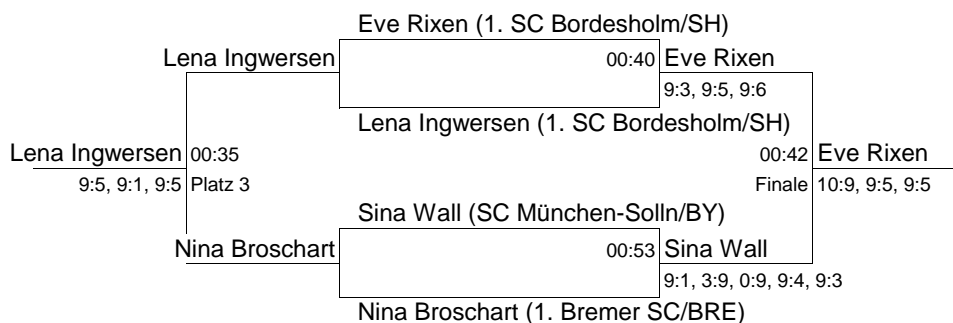 Eve Rixen (1. SC Bordesholm/SH)
Lena Ingwersen 00:40 Eve Rixen
9:3, 9:5, 9:6
Lena Ingwersen (1. SC Bordesholm/SH)
Lena Ingwersen 00:35 00:42 Eve Rixen
9:5, 9:1, 9:5 Platz 3 Finale 10:9, 9:5, 9:5
Sina Wall (SC München-Solln/BY)
Nina Broschart 00:53 Sina Wall
9:1, 3:9, 0:9, 9:4, 9:3
Nina Broschart (1. Bremer SC/BRE)